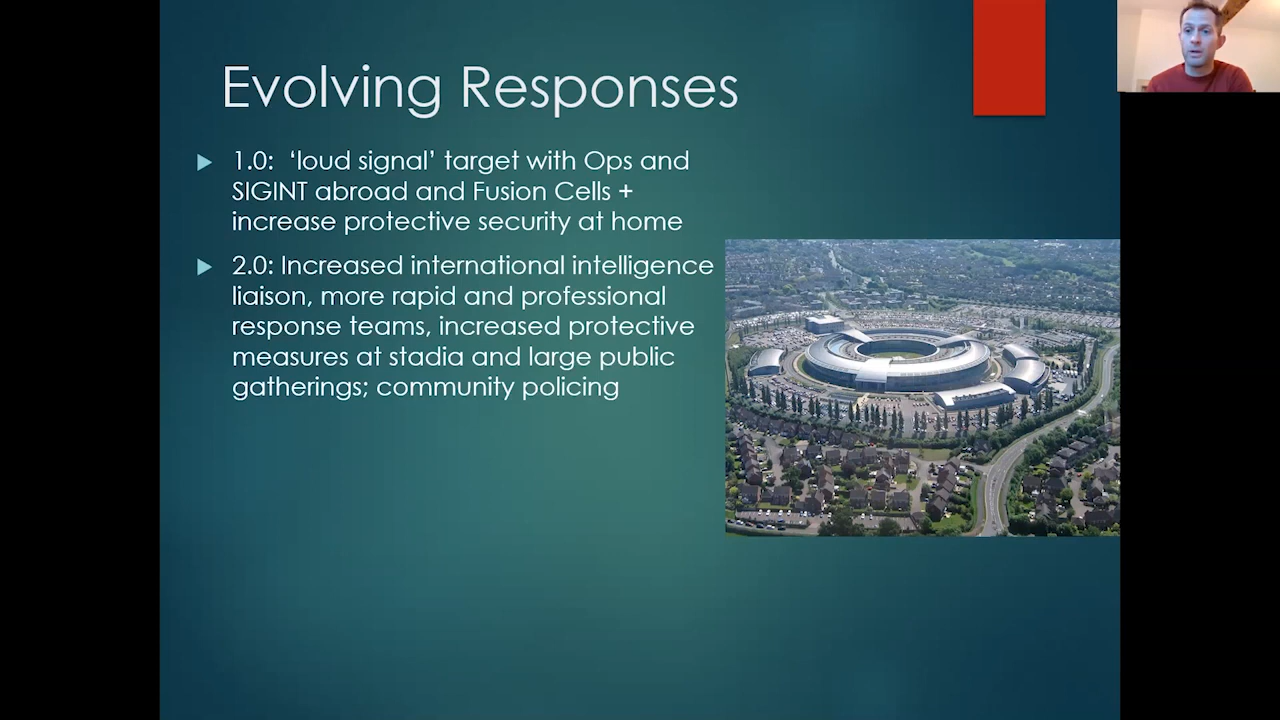 Evolving Responses
1.0:  ‘loud signal’ target with Ops and
SIGINT abroad and Fusion Cells +
increase protective security at home
2.0: Increased international intelligence
liaison, more rapid and professional
response teams, increased protective
measures at stadia and large public
gatherings; community policing